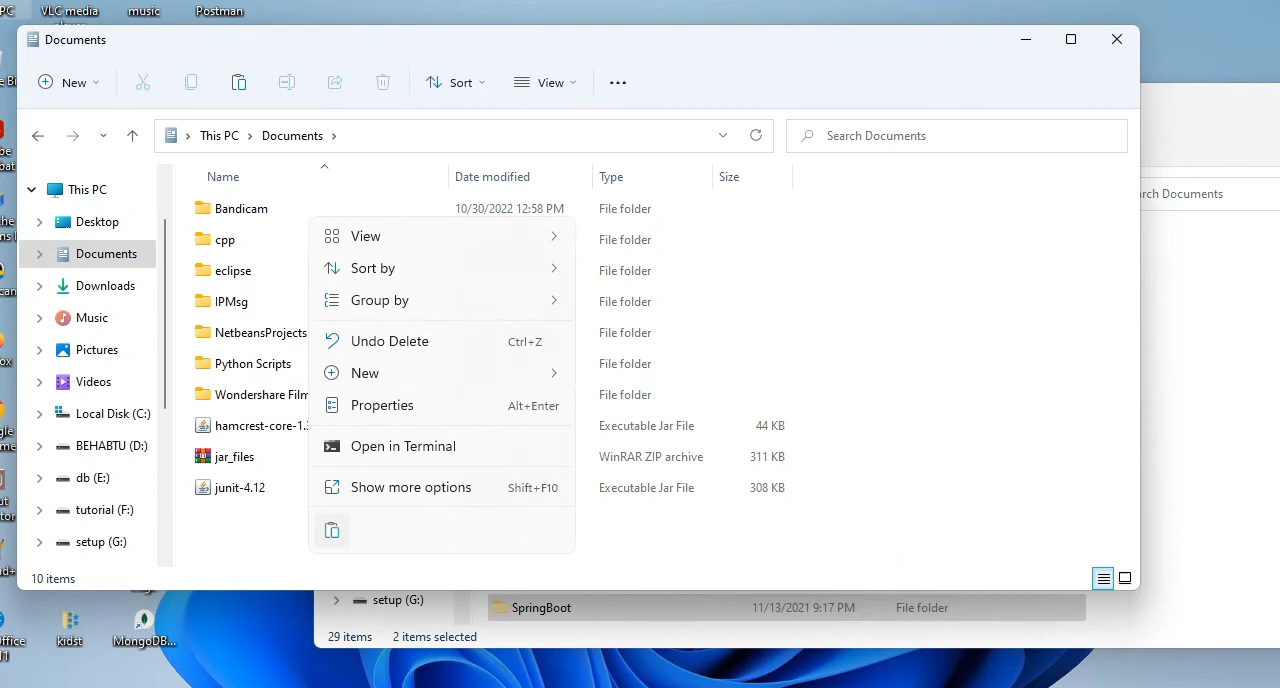 PC VLC media music Postman
Documents
New Sort View
This PC Documents Search Documents
rch Documents
Name Date modified Type Size
This PC
Desktop
Documents
Downloads
Music
Pictures
Videos
Local Disk (C:)
BEHABTU (D:)
db (E:)
tutorial (F:)
setup (G:)
Bandicam 10/30/2022 12:58 PM File folder
cpp File folder
eclipse File folder
IPMsg File folder
NetbeansProjects File folder
Python Scripts File folder
Wondershare Film File folder
hamcrest-core-1.3 Executable Jar File 44 KB
jar_files WinRAR ZIP archive 311 KB
junit-4.12 Executable Jar File 308 KB
View
Sort by
Group by
Undo Delete Ctrl+Z
New
Properties Alt+Enter
Open in Terminal
Show more options Shift+F10
10 items
setup (G:) SpringBoot 11/13/2021 9:17 PM File folder
29 items 2 items selected
kidst MongoDB...